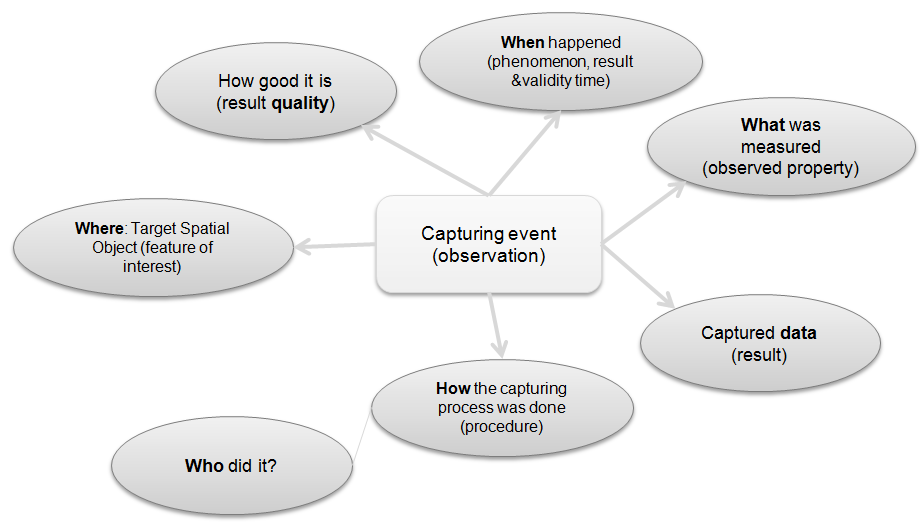 When happened
(phenomenon, result
&validity time)
How good it is
(result quality)
What was
measured
(observed property)
Where: Target Spatial
Object (feature of
interest)
Capturing event
(observation)
Captured data
(result)
How the capturing
process was done
(procedure)
Who did it?